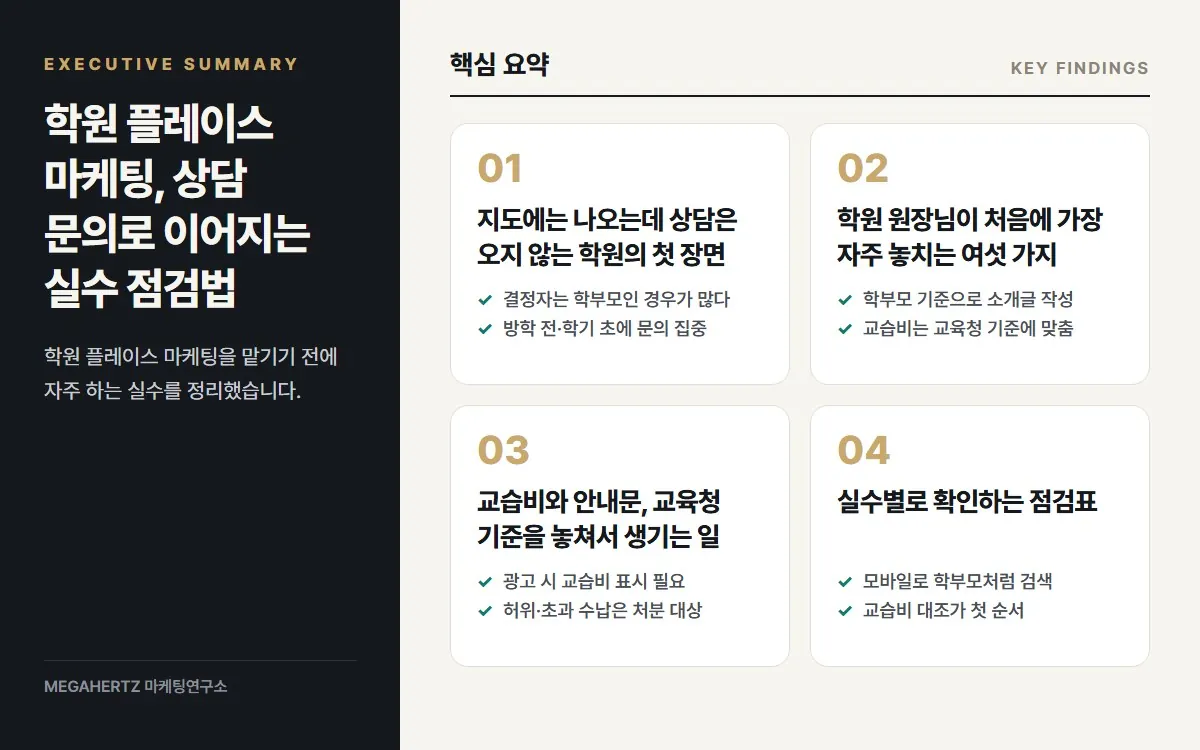 EXECUTIVE SUMMARY
학원 플레이스
마케팅, 상담
문의로 이어지는
실수 점검법
학원 플레이스 마케팅을 맡기기 전에
자주 하는 실수를 정리했습니다.
MEGAHERTZ 마케팅연구소
핵심 요약
KEY FINDINGS
01
지도에는 나오는데 상담은
오지 않는 학원의 첫 장면
결정자는 학부모인 경우가 많다
방학 전·학기 초에 문의 집중
02
학원 원장님이 처음에 가장
자주 놓치는 여섯 가지
학부모 기준으로 소개글 작성
교습비는 교육청 기준에 맞춤
03
교습비와 안내문, 교육청
기준을 놓쳐서 생기는 일
광고 시 교습비 표시 필요
허위·초과 수납은 처분 대상
04
실수별로 확인하는 점검표
모바일로 학부모처럼 검색
교습비 대조가 첫 순서